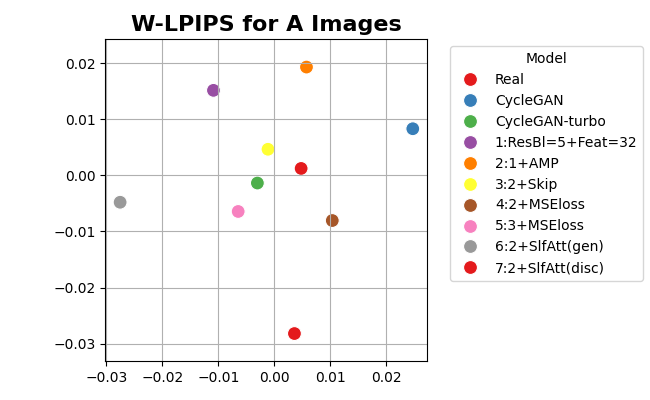 W-LPIPS for A Images
0.02
0.01
0.00
−0.01
−0.02
−0.03
−0.03
−0.02
−0.01
0.00
0.01
0.02
Model
Real
CycleGAN
CycleGAN-turbo
1:ResBl=5+Feat=32
2:1+AMP
3:2+Skip
4:2+MSEloss
5:3+MSEloss
6:2+SlfAtt(gen)
7:2+SlfAtt(disc)